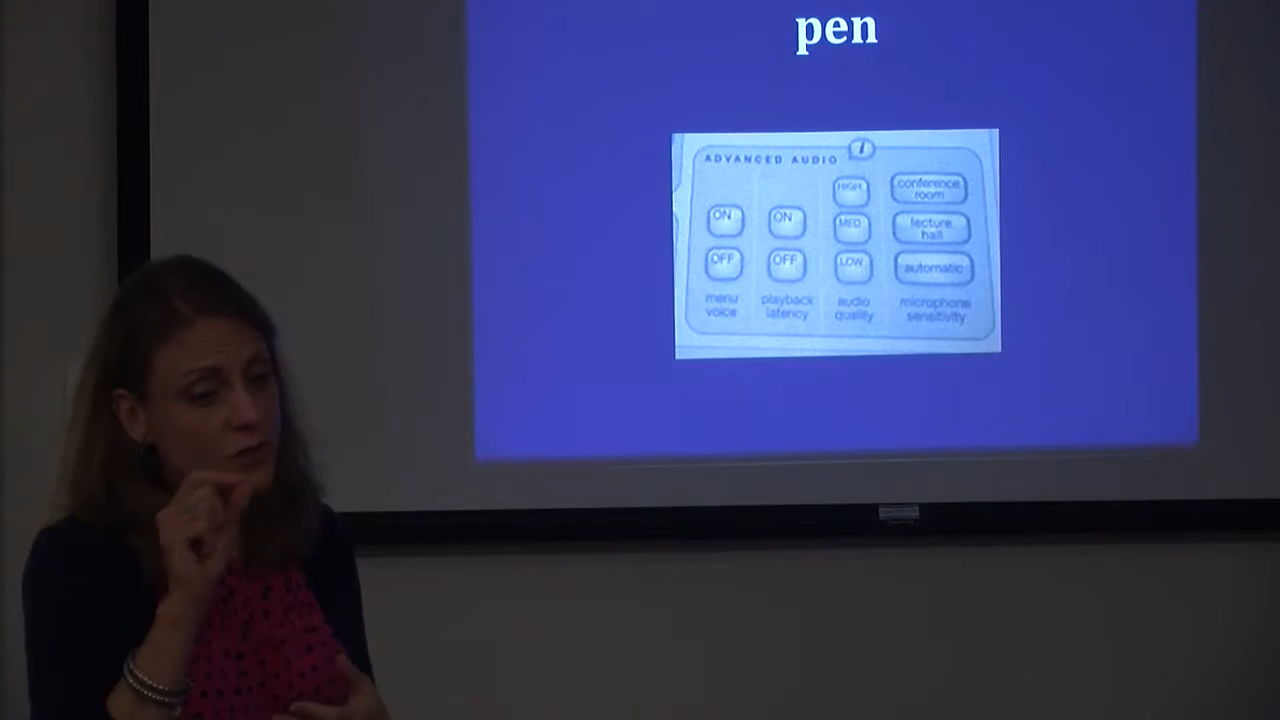 pen
ADVANCED AUDIO i
HIGH conference
room
ON ON MED lecture
hall
OFF OFF LOW automatic
menu playback audio microphone
voice latency quality sensitivity